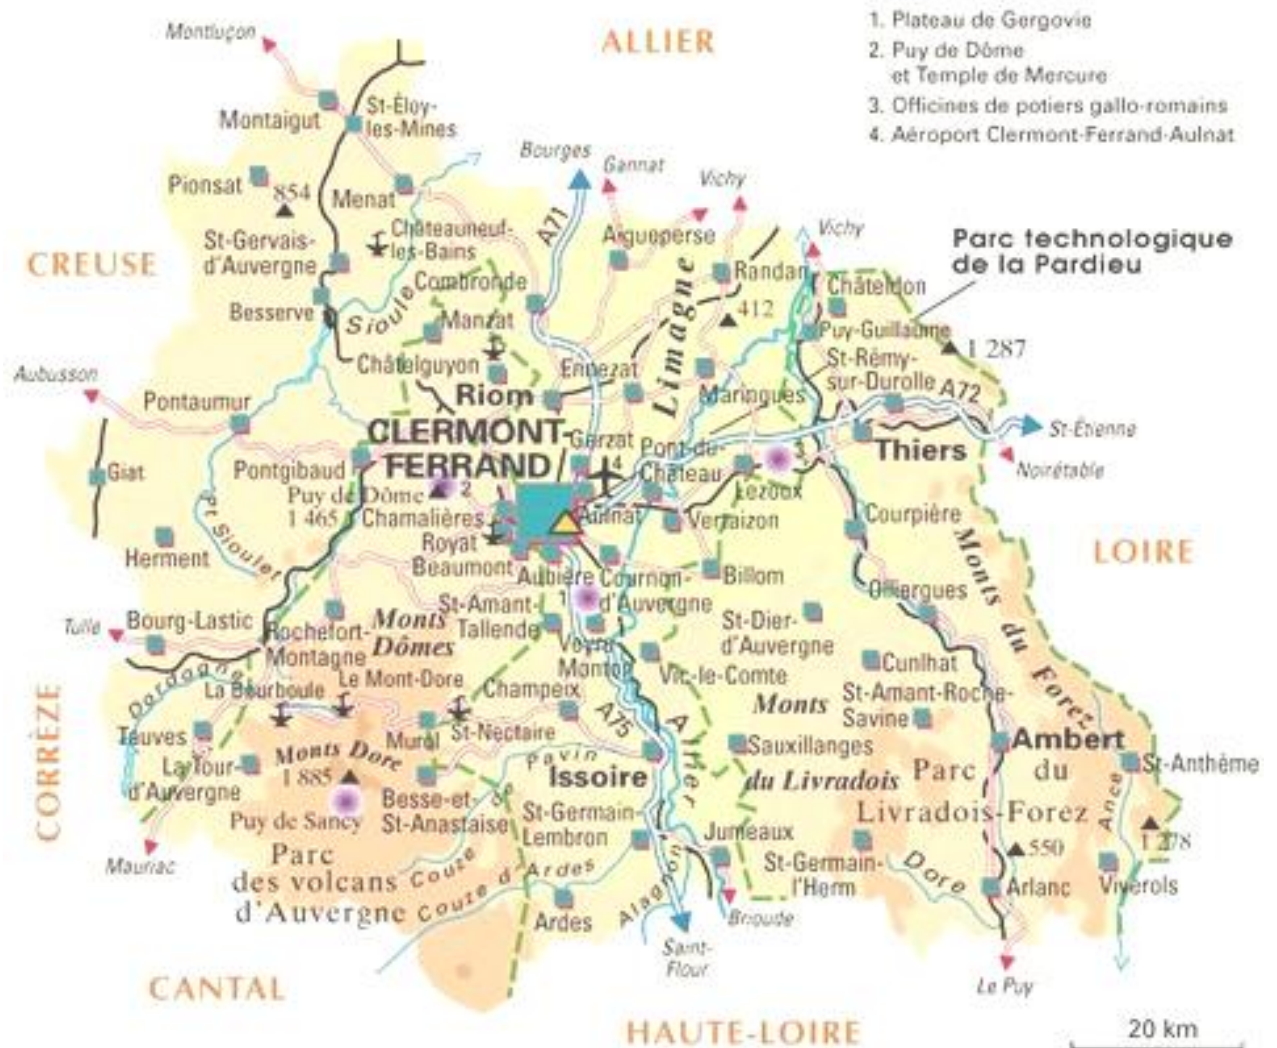 1. Plateau de Gergovie
2. Puy de Dôme
et Temple de Mercure
3. Officines de potiers gallo-romains
4. Aéroport Clermont-Ferrand-Aulnat
ALLIER
Montluçon
Montaigut
St-Éloy-
les-Mines
Bourges
Gannat
Vichy
Pionsat
854
Menat
A71
Aigueperse
Vichy
Parc technologique
de la Pardieu
CREUSE
St-Gervais-
d'Auvergne
Châteauneuf-
les-Bains
Combronde
Randan
Châteldon
Besserve
Sioule
Manzat
Limagne
412
Puy-Guillaume
1 287
Aubusson
Châtelguyon
Ennezat
St-Rémy-
sur-Durolle
A72
Pontaumur
Riom
Maringues
St-Étienne
CLERMONT-
FERRAND
Gerzat
Pont-du-
Château
Thiers
Noirétable
Giat
Pontgibaud
4
3
Puy de Dôme
1 465
2
Lezoux
Chamalières
Aulnat
Vertaizon
Courpière
Pt Sioulet
Royat
LOIRE
Herment
Beaumont
Aubière
Cournon-
d'Auvergne
Billom
Olliergues
Monts du Forez
1
Tulle
Bourg-Lastic
Rochefort-
Montagne
Monts
Dômes
St-Amant-
Tallende
Veyre
Monton
St-Dier-
d'Auvergne
Cunlhat
Dordogne
La Bourboule
Le Mont-Dore
Champeix
Vic-le-Comte
Monts
du Livradois
St-Amant-Roche-
Savine
CORRÈZE
Tauves
Murol
St-Nectaire
A75
Allier
Sauxillanges
Ambert
St-Anthème
Monts Dore
1 885
Pavin
Issoire
Parc
du
Livradois-Forez
Ance
La Tour-
d'Auvergne
Puy de Sancy
Besse-et-
St-Anastaise
St-Germain-
Lembron
Jumeaux
St-Germain-
l'Herm
550
1 278
Mauriac
Parc
des volcans
d'Auvergne
Couze
Couze d'Ardes
Ardes
Alagnon
Brioude
Dore
Arlanc
Viverols
Saint-
Flour
Le Puy
CANTAL
HAUTE-LOIRE
20 km